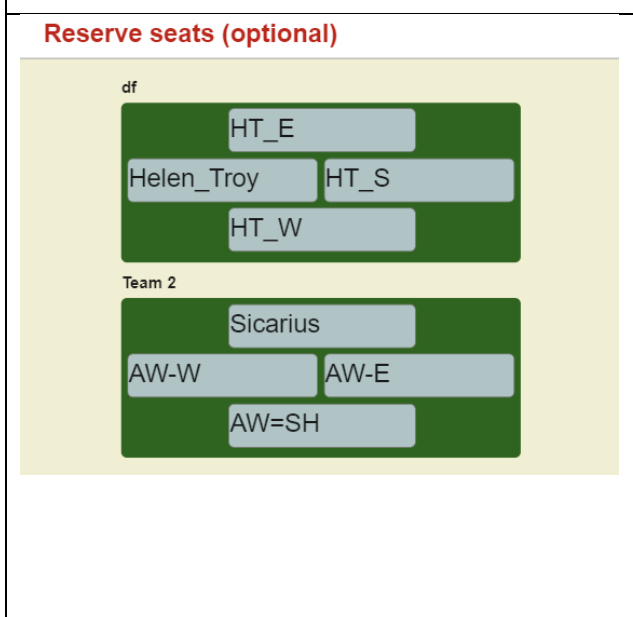 Reserve seats (optional)
df
HT_E
Helen_Troy HT_S
HT_W
Team 2
Sicarius
AW-W AW-E
AW=SH